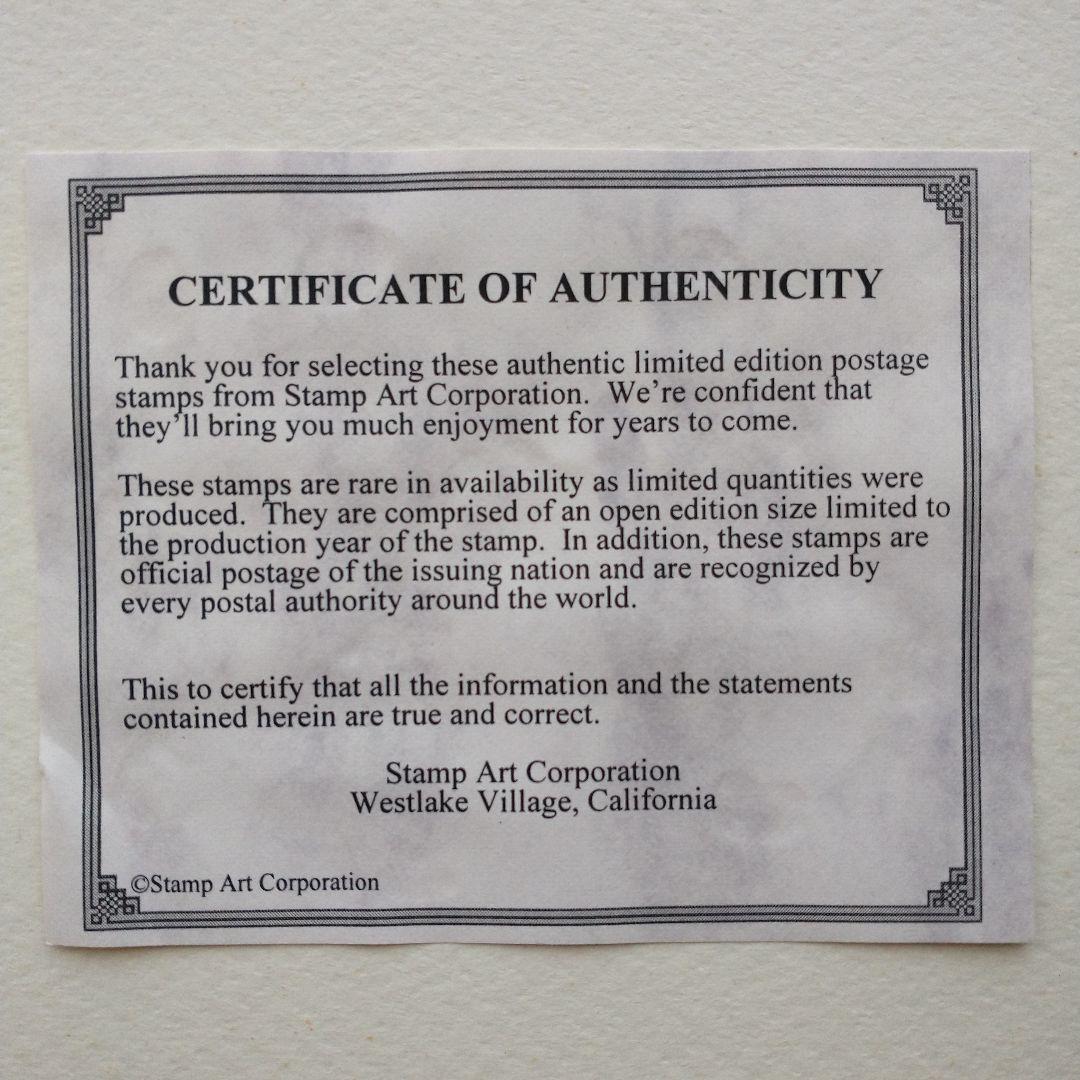 CERTIFICATE OF AUTHENTICITY
Thank you for selecting these authentic limited edition postage
stamps from Stamp Art Corporation.  We're confident that
they'll bring you much enjoyment for years to come.
These stamps are rare in availability as limited quantities were
produced.  They are comprised of an open edition size limited to
the production year of the stamp.  In addition, these stamps are
official postage of the issuing nation and are recognized by
every postal authority around the world.
This to certify that all the information and the statements
contained herein are true and correct.
Stamp Art Corporation
Westlake Village, California
©Stamp Art Corporation